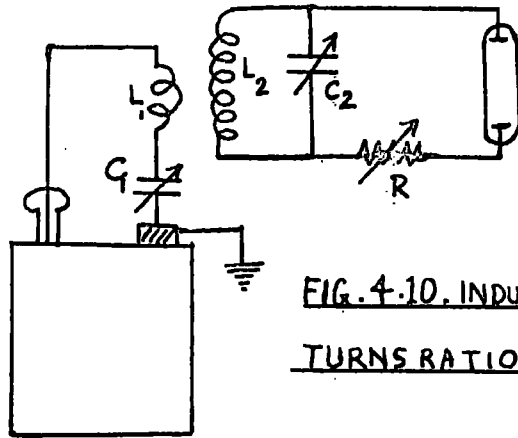 L₁
L₂
C₂
C₁
R
FIG. 4.10. INDU
TURNS RATIO